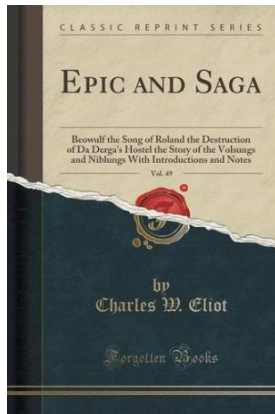 CLASSIC REPRINT SERIES
EPIC AND SAGA
Beowulf the Song of Roland the Destruction
of Da Derga's Hostel the Story of the Volsungs
and Niblungs With Introductions and Notes
Vol. 49
by
Charles W. Eliot
Forgotten Books